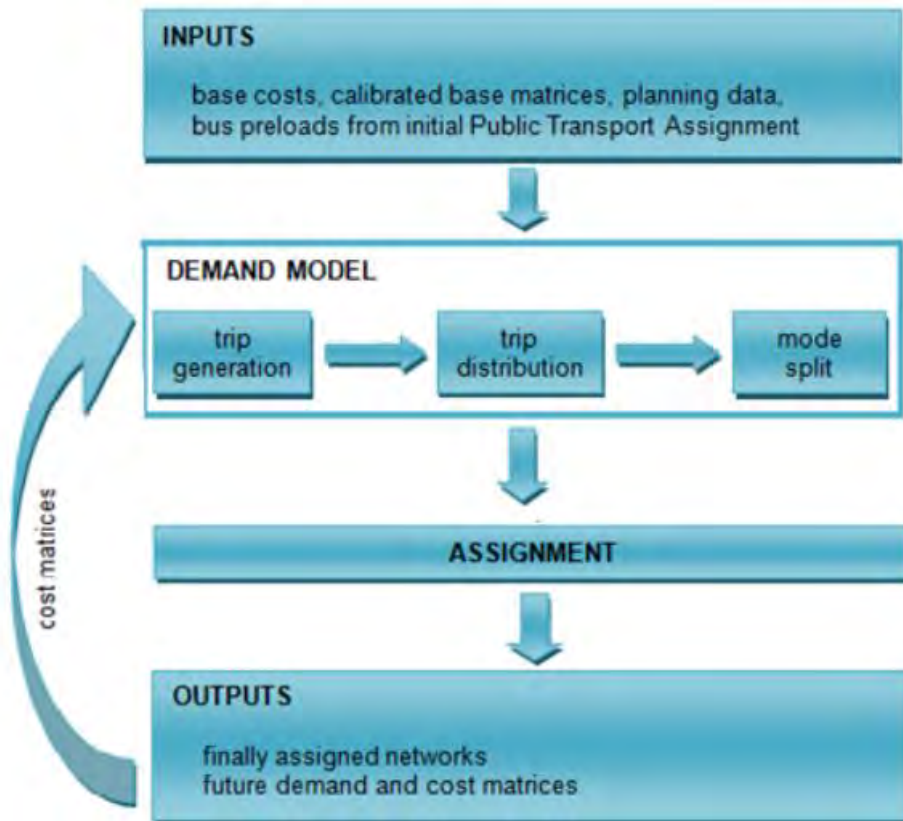 INPUTS
base costs, calibrated base matrices, planning data,
bus preloads from initial Public Transport Assignment
DEMAND MODEL
trip
generation
trip
distribution
mode
split
cost matrices
ASSIGNMENT
OUTPUTS
finally assigned networks
future demand and cost matrices